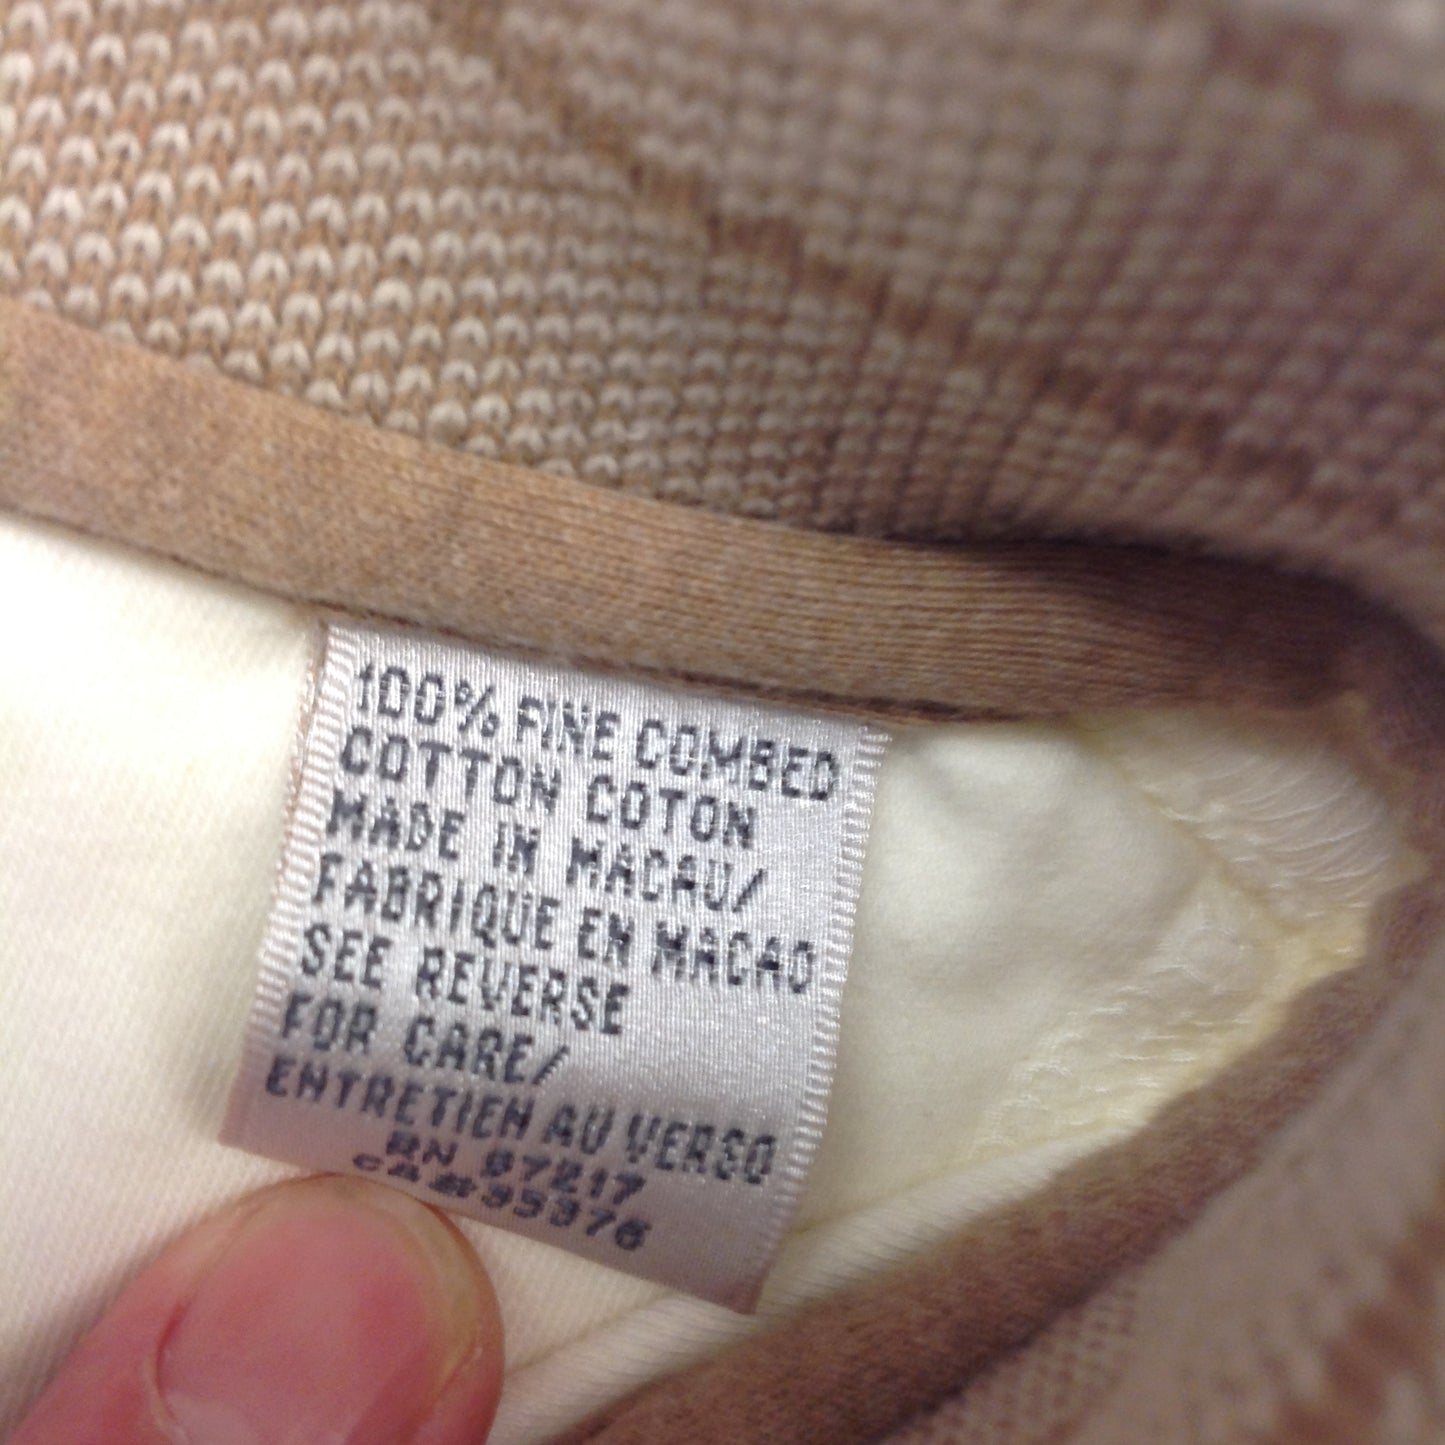 100% FINE COMBED
COTTON COTON
MADE IN MACAU/
FABRIQUE EN MACAO
SEE REVERSE
FOR CARE/
ENTRETIEN AU VERSO
RN 97217
CA#35376